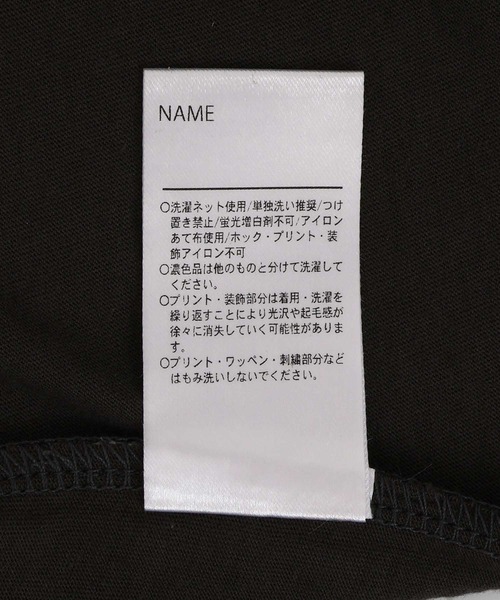 NAME
○洗濯ネット使用/単独洗い推奨/つけ
置き禁止/蛍光増白剤不可/アイロン
あて布使用/ホック・プリント・装
飾アイロン不可
○濃色品は他のものと分けて洗濯して
ください。
○プリント・装飾部分は着用・洗濯を
繰り返すことにより光沢や起毛感が
徐々に消失していく可能性がありま
す。
○プリント・ワッペン・刺繍部分など
はもみ洗いしないでください。